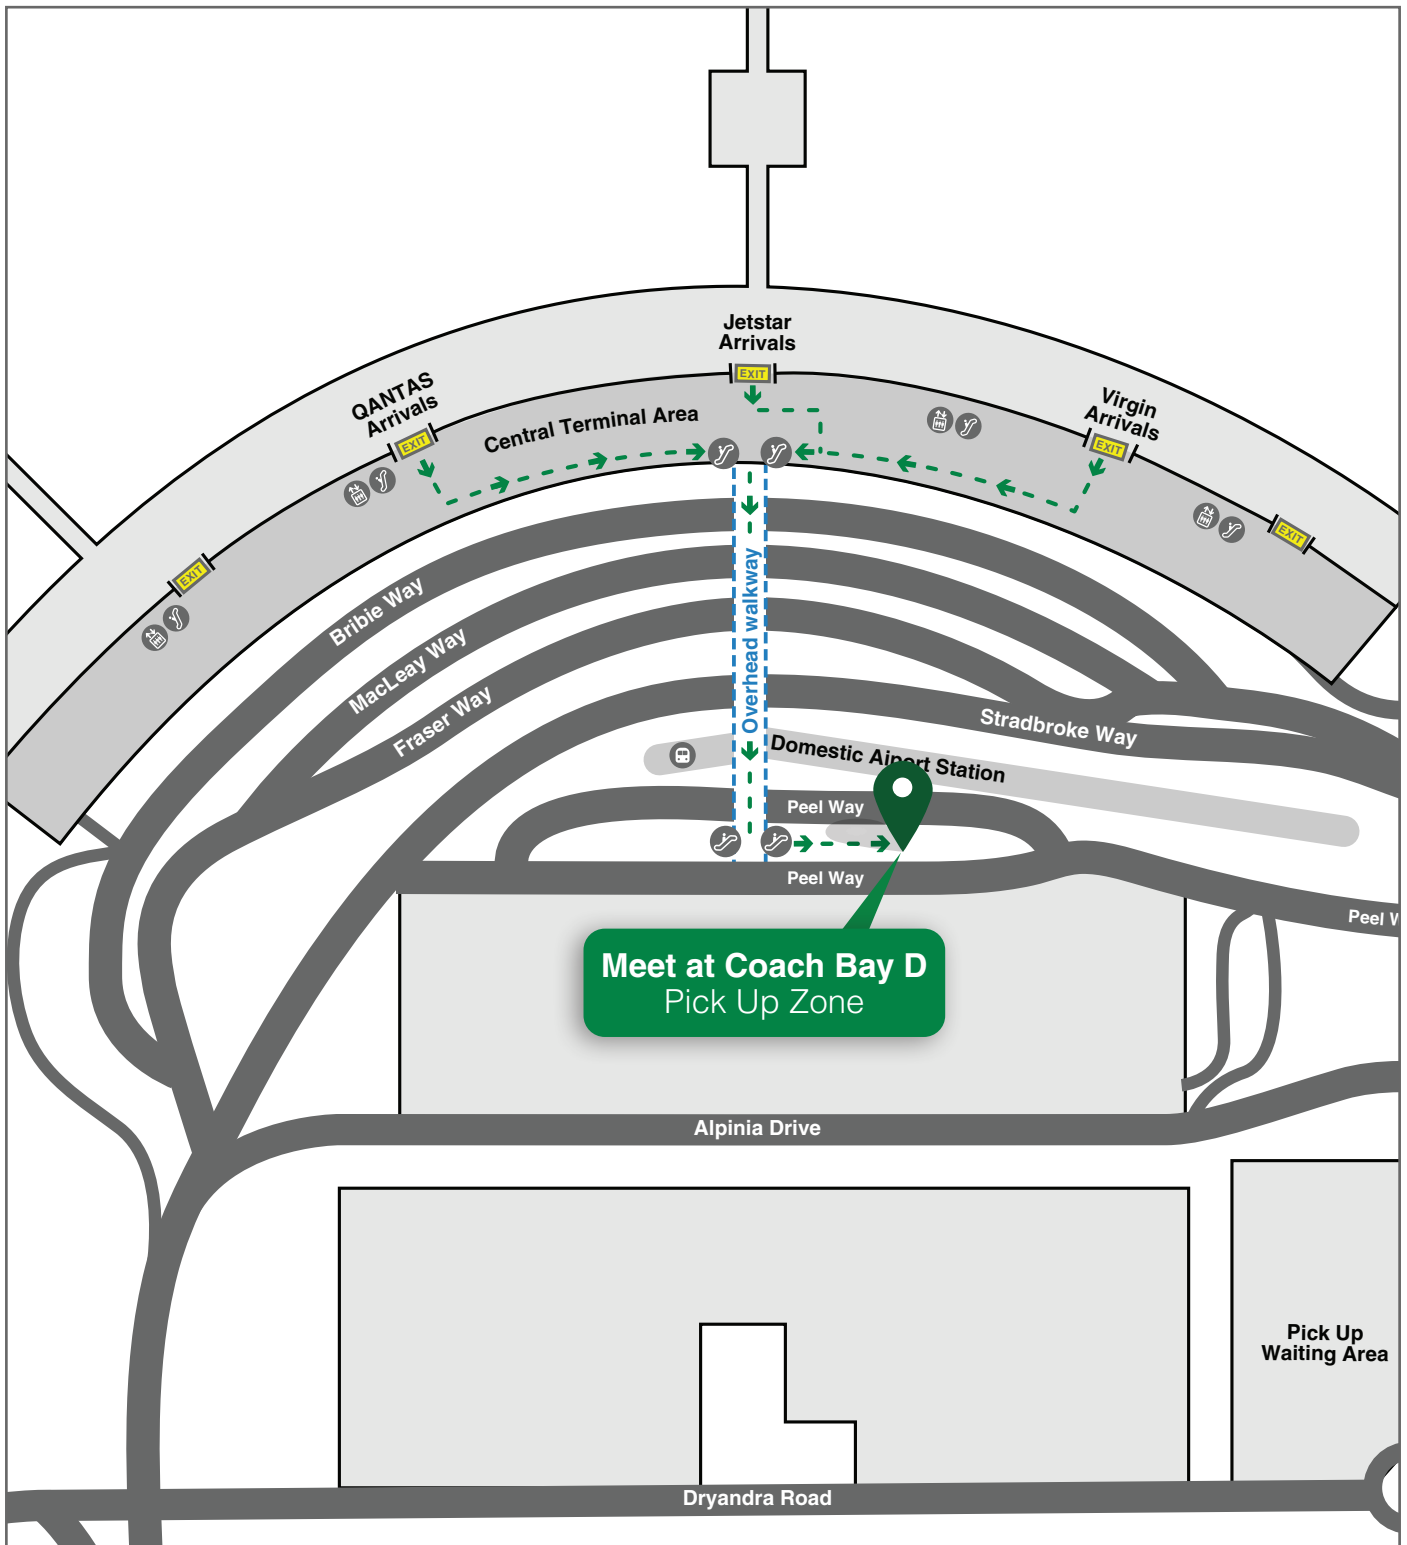 Jetstar
Arrivals
EXIT
QANTAS
Arrivals
EXIT
Central Terminal Area
Virgin
Arrivals
EXIT
EXIT
EXIT
Bribie Way
MacLeay Way
Fraser Way
Overhead walkway
Stradbroke Way
Domestic Airport Station
Peel Way
Peel Way
Peel W
Meet at Coach Bay D
Pick Up Zone
Alpinia Drive
Pick Up
Waiting Area
Dryandra Road